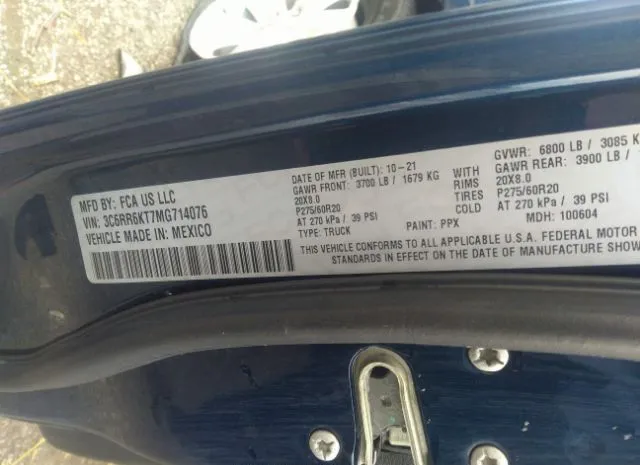 MFD BY: FCA US LLC
VIN: 3C6RR6KT7MG714076
VEHICLE MADE IN: MEXICO
DATE OF MFR (BUILT): 10-21
GAWR FRONT: 3700 LB / 1679 KG
20X8.0
P275/60R20
AT 270 kPa / 39 PSI
TYPE: TRUCK
PAINT: PPX
WITH
RIMS
TIRES
COLD
GVWR: 6800 LB / 3085 K
GAWR REAR: 3900 LB /
20X8.0
P275/60R20
AT 270 kPa / 39 PSI
MDH: 100604
THIS VEHICLE CONFORMS TO ALL APPLICABLE U.S.A. FEDERAL MOTOR
STANDARDS IN EFFECT ON THE DATE OF MANUFACTURE SHOW